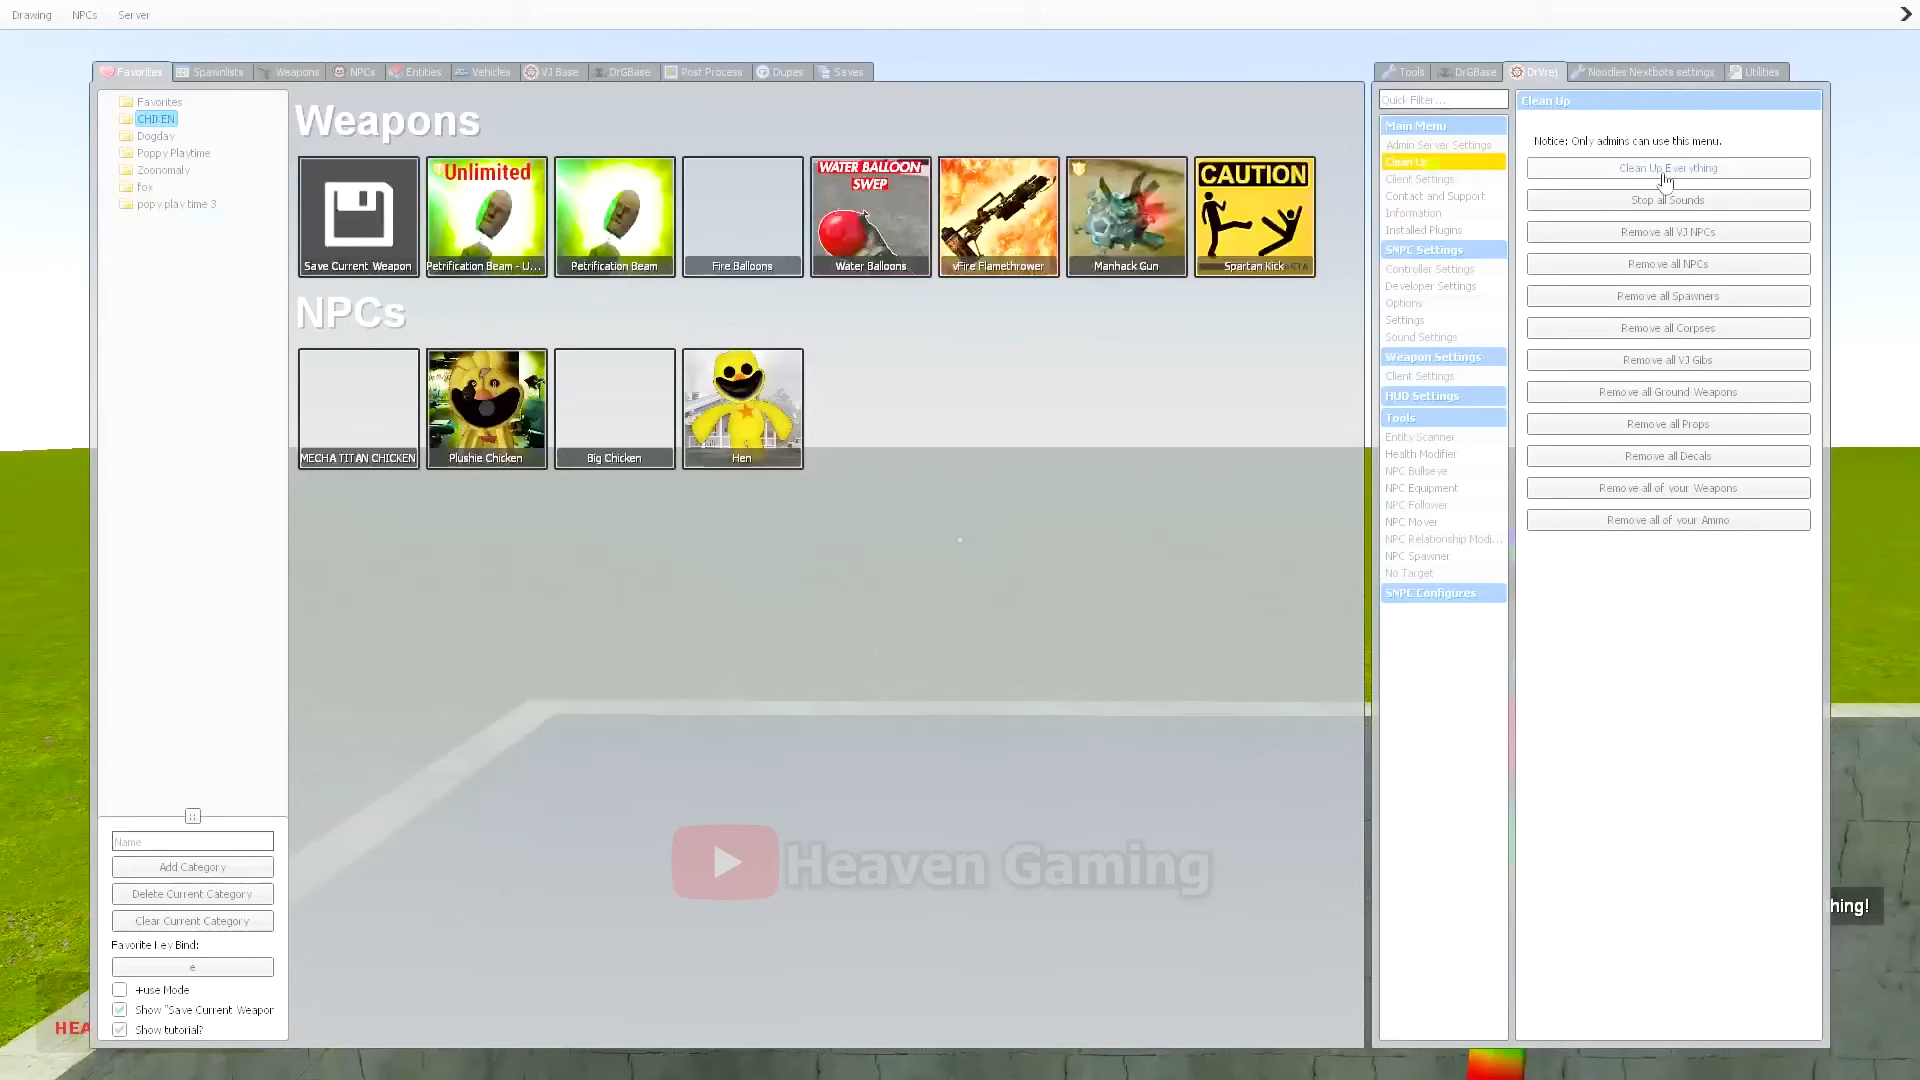 Drawing NPCs Server
Favorites Spawnlists Weapons NPCs Entities Vehicles VJ Base DrGBase Post Process Dupes Saves
Favorites
CHIKEN
Dogday
Poppy Playtime
Zoonomaly
fox
popy play time 3
Weapons
Unlimited
WATER BALLOON
SWEP
CAUTION
Save Current Weapon
Petrification Beam - U...
Petrification Beam
Fire Balloons
Water Balloons
vFire Flamethrower
Manhack Gun
Spartan Kick
NPCs
MECHA TITAN CHICKEN
Plushie Chicken
Big Chicken
Hen
Heaven Gaming
Name
Add Category
Delete Current Category
Clear Current Category
Favorite Key Bind:
e
+use Mode
Show "Save Current Weapor
Show tutorial?
HEA
Tools DrGBase DrVrej Noodles Nextbots settings Utilities
Quick Filter...
Main Menu
Admin Server Settings
Clean Up
Client Settings
Contact and Support
Information
Installed Plugins
SNPC Settings
Controller Settings
Developer Settings
Options
Settings
Sound Settings
Weapon Settings
Client Settings
HUD Settings
Tools
Entity Scanner
Health Modifier
NPC Bullseye
NPC Equipment
NPC Follower
NPC Mover
NPC Relationship Modi...
NPC Spawner
No Target
SNPC Configures
Clean Up
Notice: Only admins can use this menu.
Clean Up Everything
Stop all Sounds
Remove all VJ NPCs
Remove all NPCs
Remove all Spawners
Remove all Corpses
Remove all VJ Gibs
Remove all Ground Weapons
Remove all Props
Remove all Decals
Remove all of your Weapons
Remove all of your Ammo
hing!